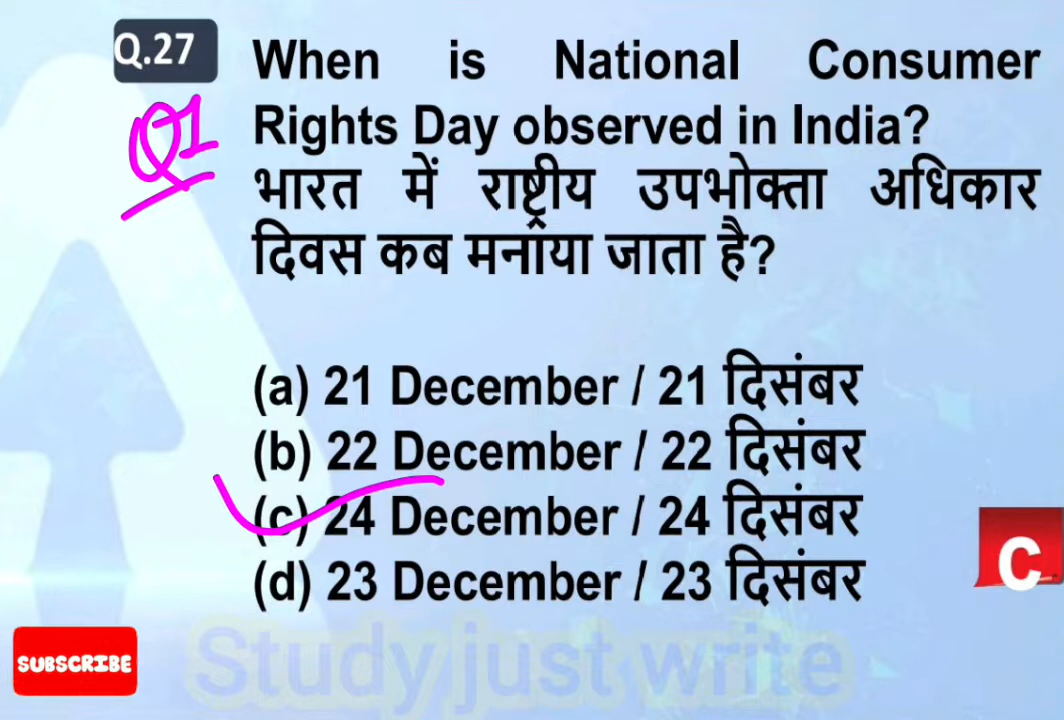 Q.27
Q1
When is National Consumer
Rights Day observed in India?
भारत में राष्ट्रीय उपभोक्ता अधिकार
दिवस कब मनाया जाता है?
(a) 21 December / 21 दिसंबर
(b) 22 December / 22 दिसंबर
(c) 24 December / 24 दिसंबर
(d) 23 December / 23 दिसंबर
C
SUBSCRIBE
Study just write